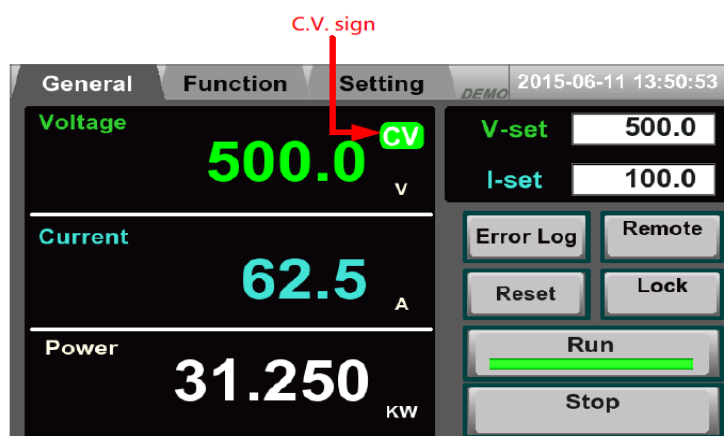 C.V. sign
General Function Setting DEMO 2015-06-11 13:50:53
Voltage
CV
500.0 V
V-set 500.0
I-set 100.0
Current
62.5 A
Error Log Remote
Reset Lock
Power
31.250 KW
Run
Stop